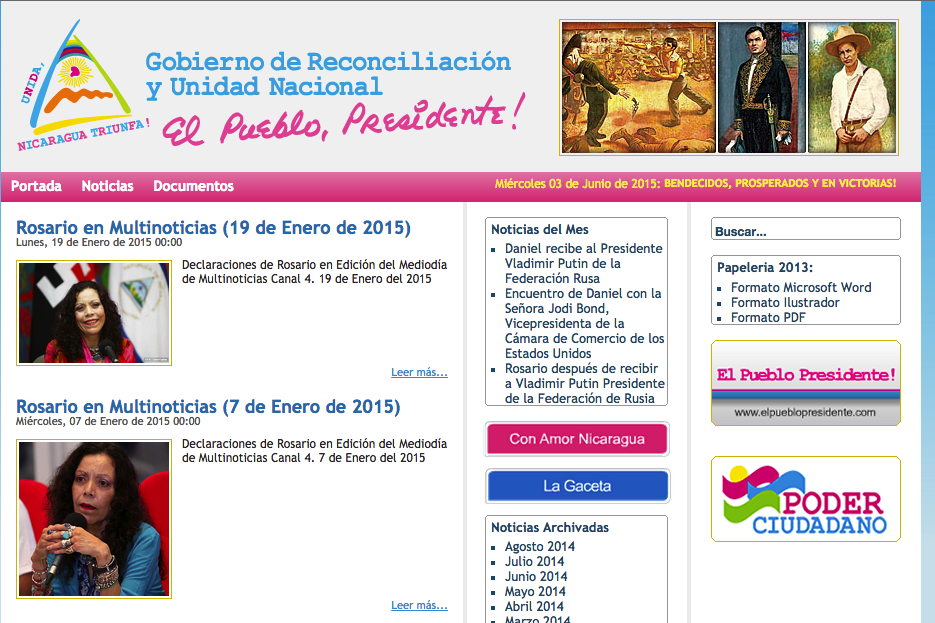 UNIDA,
NICARAGUA TRIUNFA!
Gobierno de Reconciliación
y Unidad Nacional
El Pueblo, Presidente!
Portada Noticias Documentos
Miércoles 03 de Junio de 2015: BENDECIDOS, PROSPERADOS Y EN VICTORIAS!
Rosario en Multinoticias (19 de Enero de 2015)
Lunes, 19 de Enero de 2015 00:00
Declaraciones de Rosario en Edición del Mediodía
de Multinoticias Canal 4. 19 de Enero del 2015
Leer más...
Rosario en Multinoticias (7 de Enero de 2015)
Miércoles, 07 de Enero de 2015 00:00
Declaraciones de Rosario en Edición del Mediodía
de Multinoticias Canal 4. 7 de Enero del 2015
Leer más...
Noticias del Mes
Daniel recibe al Presidente
Vladimir Putin de la
Federación Rusa
Encuentro de Daniel con la
Señora Jodi Bond,
Vicepresidenta de la
Cámara de Comercio de los
Estados Unidos
Rosario después de recibir
a Vladimir Putin Presidente
de la Federación de Rusia
Con Amor Nicaragua
La Gaceta
Noticias Archivadas
Agosto 2014
Julio 2014
Junio 2014
Mayo 2014
Abril 2014
Marzo 2014
Buscar...
Papeleria 2013:
Formato Microsoft Word
Formato Ilustrador
Formato PDF
El Pueblo Presidente!
www.elpueblopresidente.com
PODER
CIUDADANO